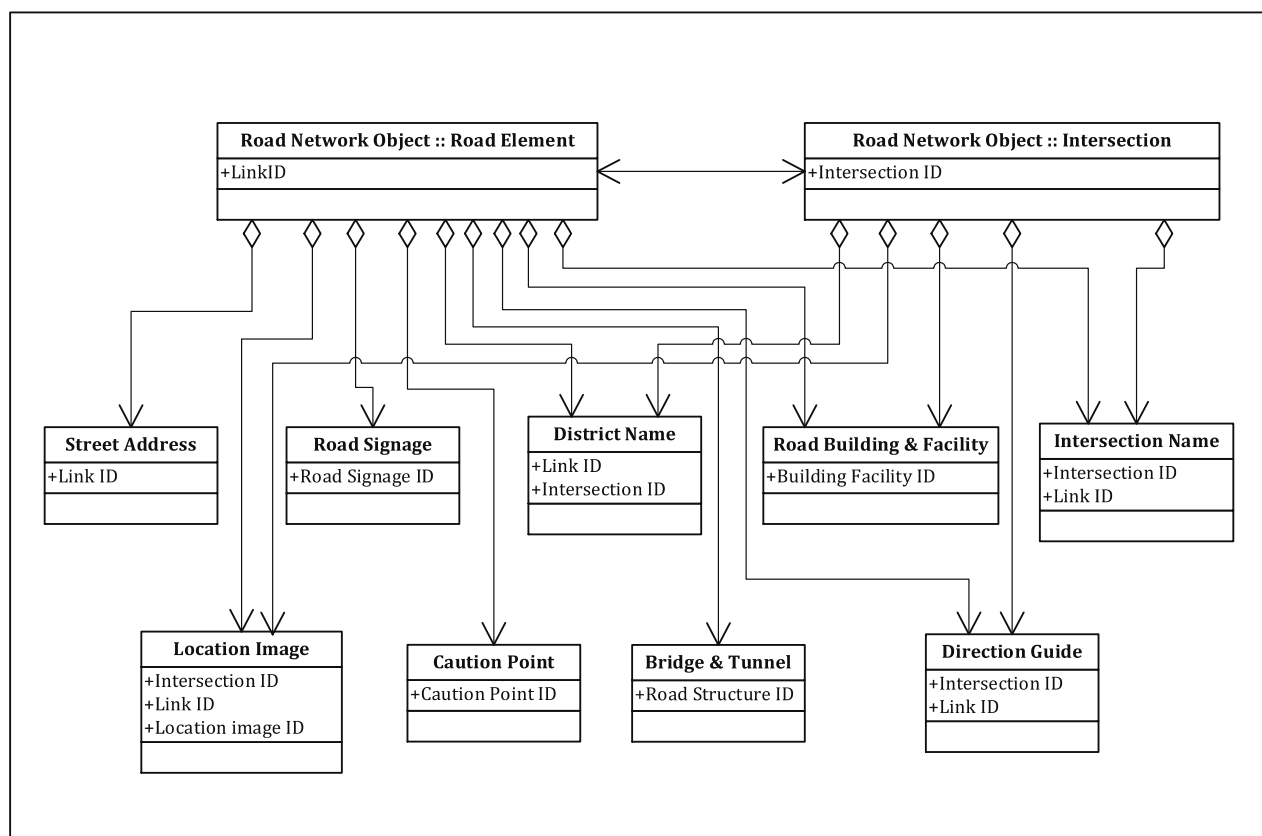 Road Network Object :: Road Element
+LinkID
Road Network Object :: Intersection
+Intersection ID
Street Address
+Link ID
Road Signage
+Road Signage ID
District Name
+Link ID
+Intersection ID
Road Building & Facility
+Building Facility ID
Intersection Name
+Intersection ID
+Link ID
Location Image
+Intersection ID
+Link ID
+Location image ID
Caution Point
+Caution Point ID
Bridge & Tunnel
+Road Structure ID
Direction Guide
+Intersection ID
+Link ID